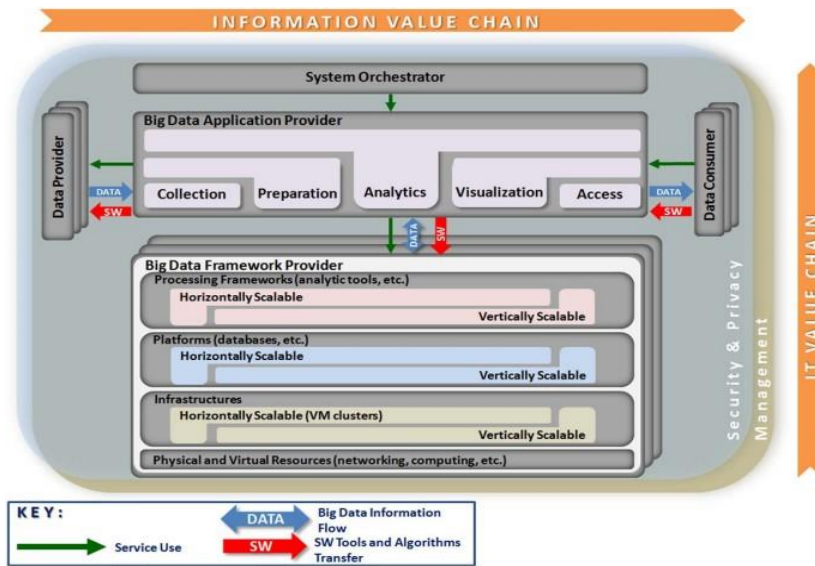 INFORMATION VALUE CHAIN
System Orchestrator
Big Data Application Provider
Collection
Preparation
Analytics
Visualization
Access
Data Provider
DATA
SW
Data Consumer
DATA
SW
DATA
SW
Big Data Framework Provider
Processing Frameworks (analytic tools, etc.)
Horizontally Scalable
Vertically Scalable
Platforms (databases, etc.)
Horizontally Scalable
Vertically Scalable
Infrastructures
Horizontally Scalable (VM clusters)
Vertically Scalable
Physical and Virtual Resources (networking, computing, etc.)
Security & Privacy
Management
IT VALUE CHAIN
KEY:
Service Use
DATA
Big Data Information
Flow
SW
SW Tools and Algorithms
Transfer